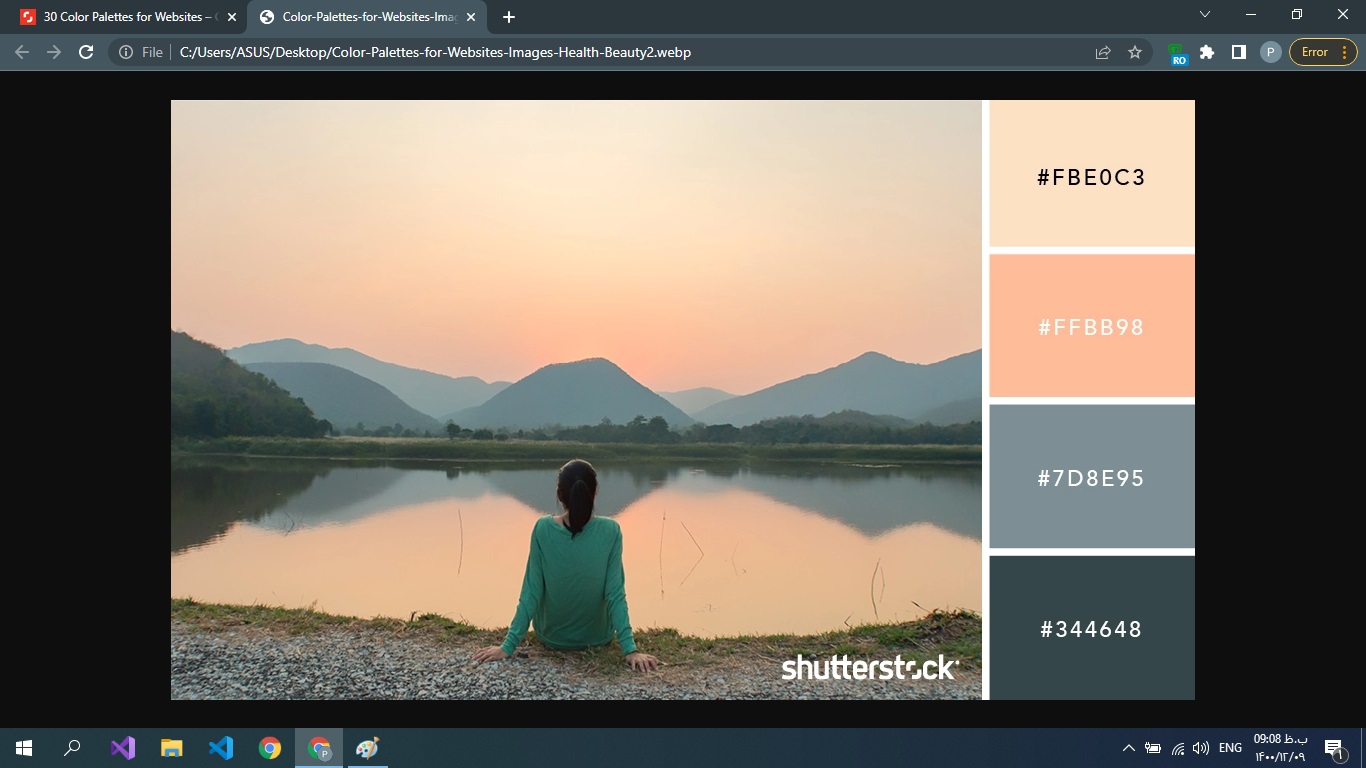 30 Color Palettes for Websites –
Color-Palettes-for-Websites-Imag
File
C:/Users/ASUS/Desktop/Color-Palettes-for-Websites-Images-Health-Beauty2.webp
RO
P
Error
#FBE0C3
#FFBB98
#7D8E95
#344648
shutterstock
P
ENG
09:08 ب.ظ
۱۴۰۰/۱۲/۰۹
۱